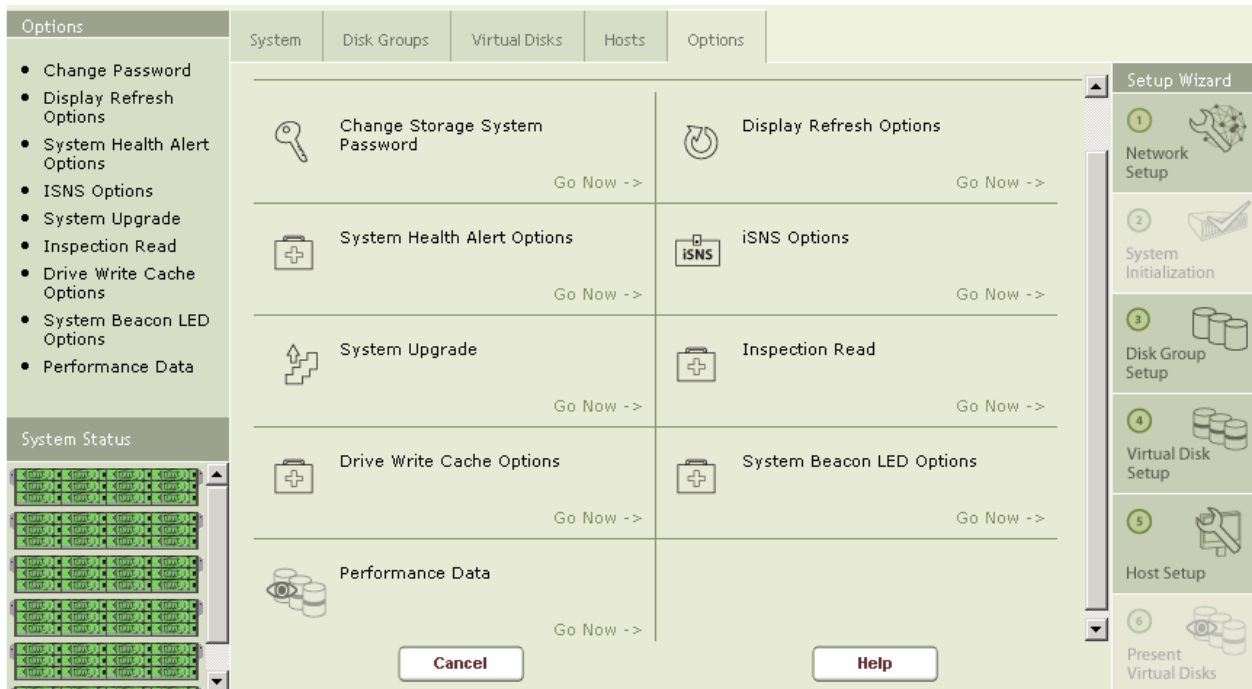 Options
Change Password
Display Refresh
Options
System Health Alert
Options
ISNS Options
System Upgrade
Inspection Read
Drive Write Cache
Options
System Beacon LED
Options
Performance Data
System Status
System
Disk Groups
Virtual Disks
Hosts
Options
Change Storage System
Password
Go Now ->
Display Refresh Options
Go Now ->
System Health Alert Options
Go Now ->
iSNS
iSNS Options
Go Now ->
System Upgrade
Go Now ->
Inspection Read
Go Now ->
Drive Write Cache Options
Go Now ->
System Beacon LED Options
Go Now ->
Performance Data
Go Now ->
Cancel
Help
Setup Wizard
1
Network
Setup
2
System
Initialization
3
Disk Group
Setup
4
Virtual Disk
Setup
5
Host Setup
6
Present
Virtual Disks